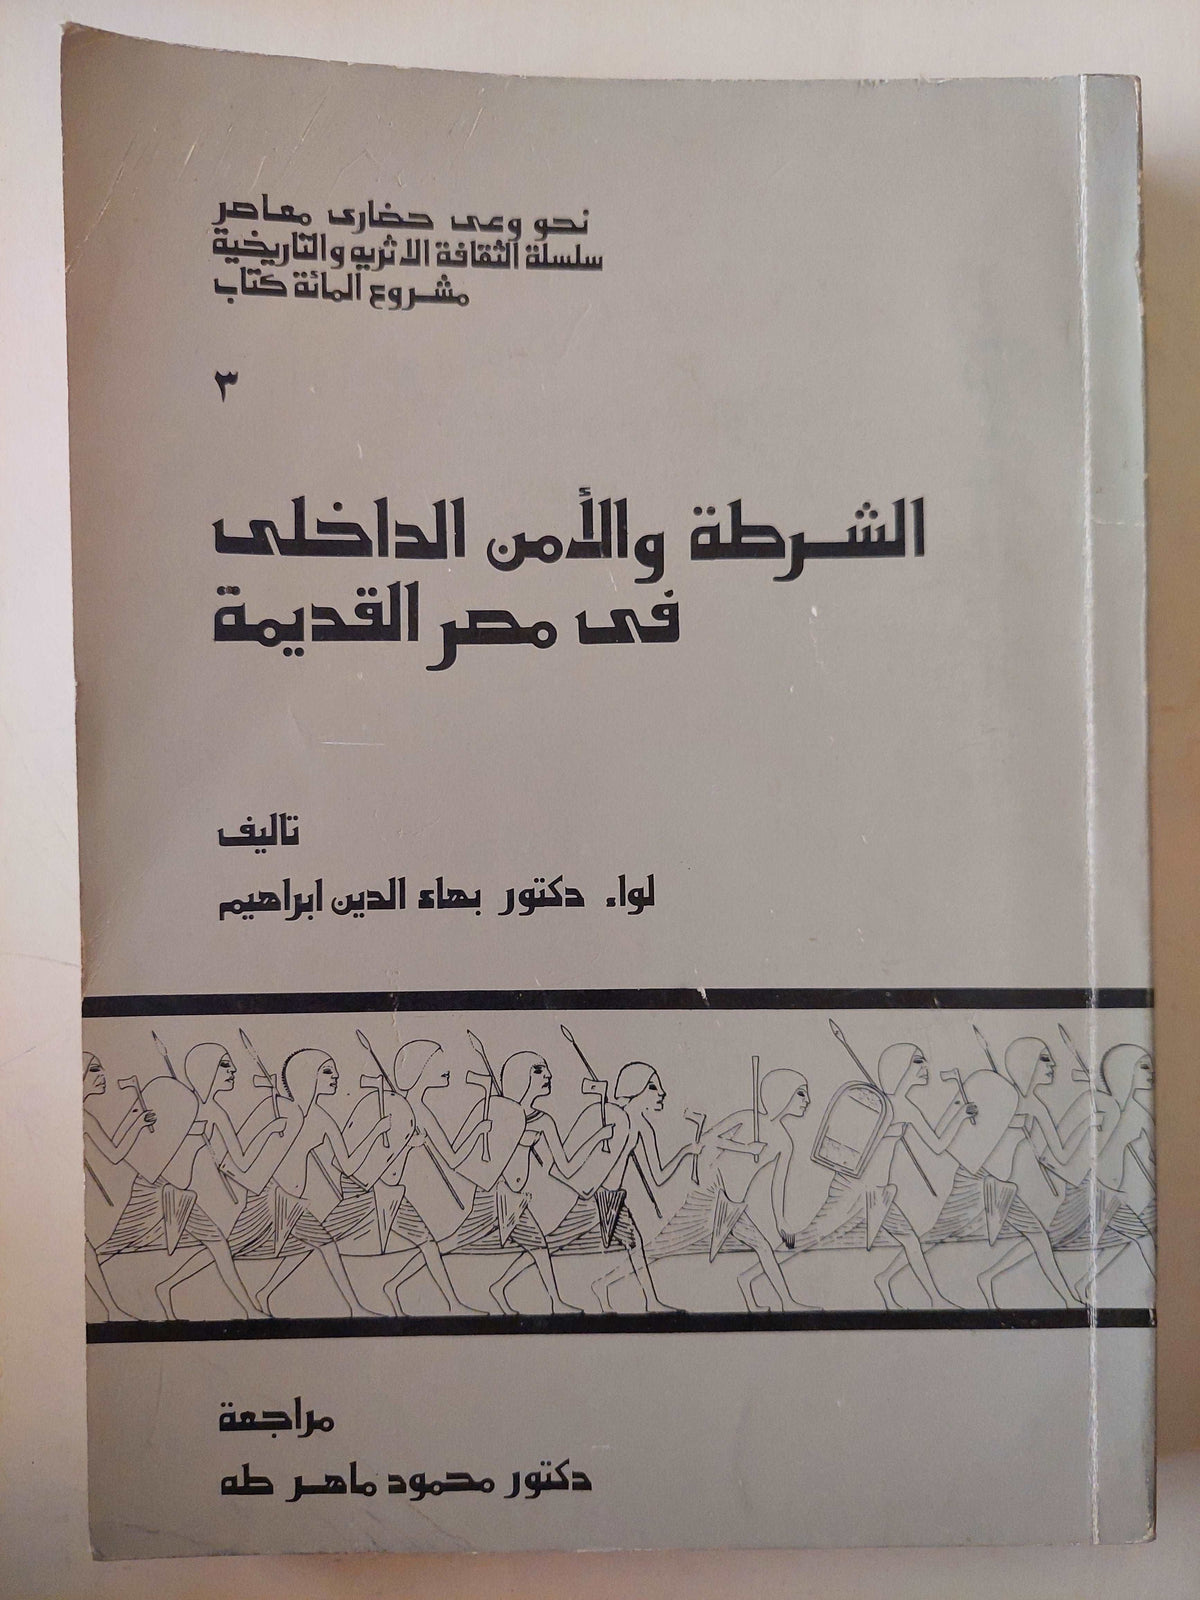 نحو وعى حضارى معاصر
سلسلة الثقافة الاثريه والتاريخية
مشروع المائة كتاب
٣
الشرطة والأمن الداخلى
فى مصر القديمة
تاليف
لواء. دكتور بهاء الدين ابراهيم
مراجعة
دكتور محمود ماهر طه